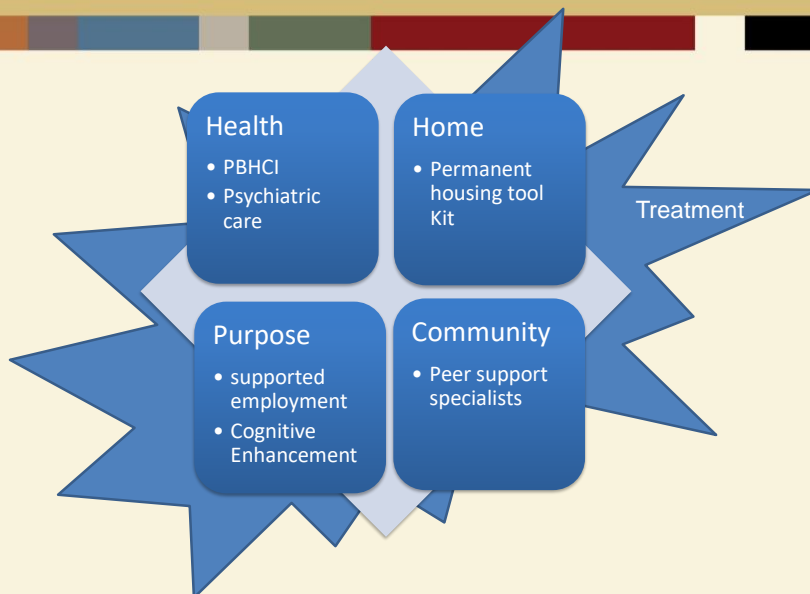 Health
• PBHCI
• Psychiatric
care
Home
• Permanent
housing tool
Kit
Treatment
Purpose
• supported
employment
• Cognitive
Enhancement
Community
• Peer support
specialists